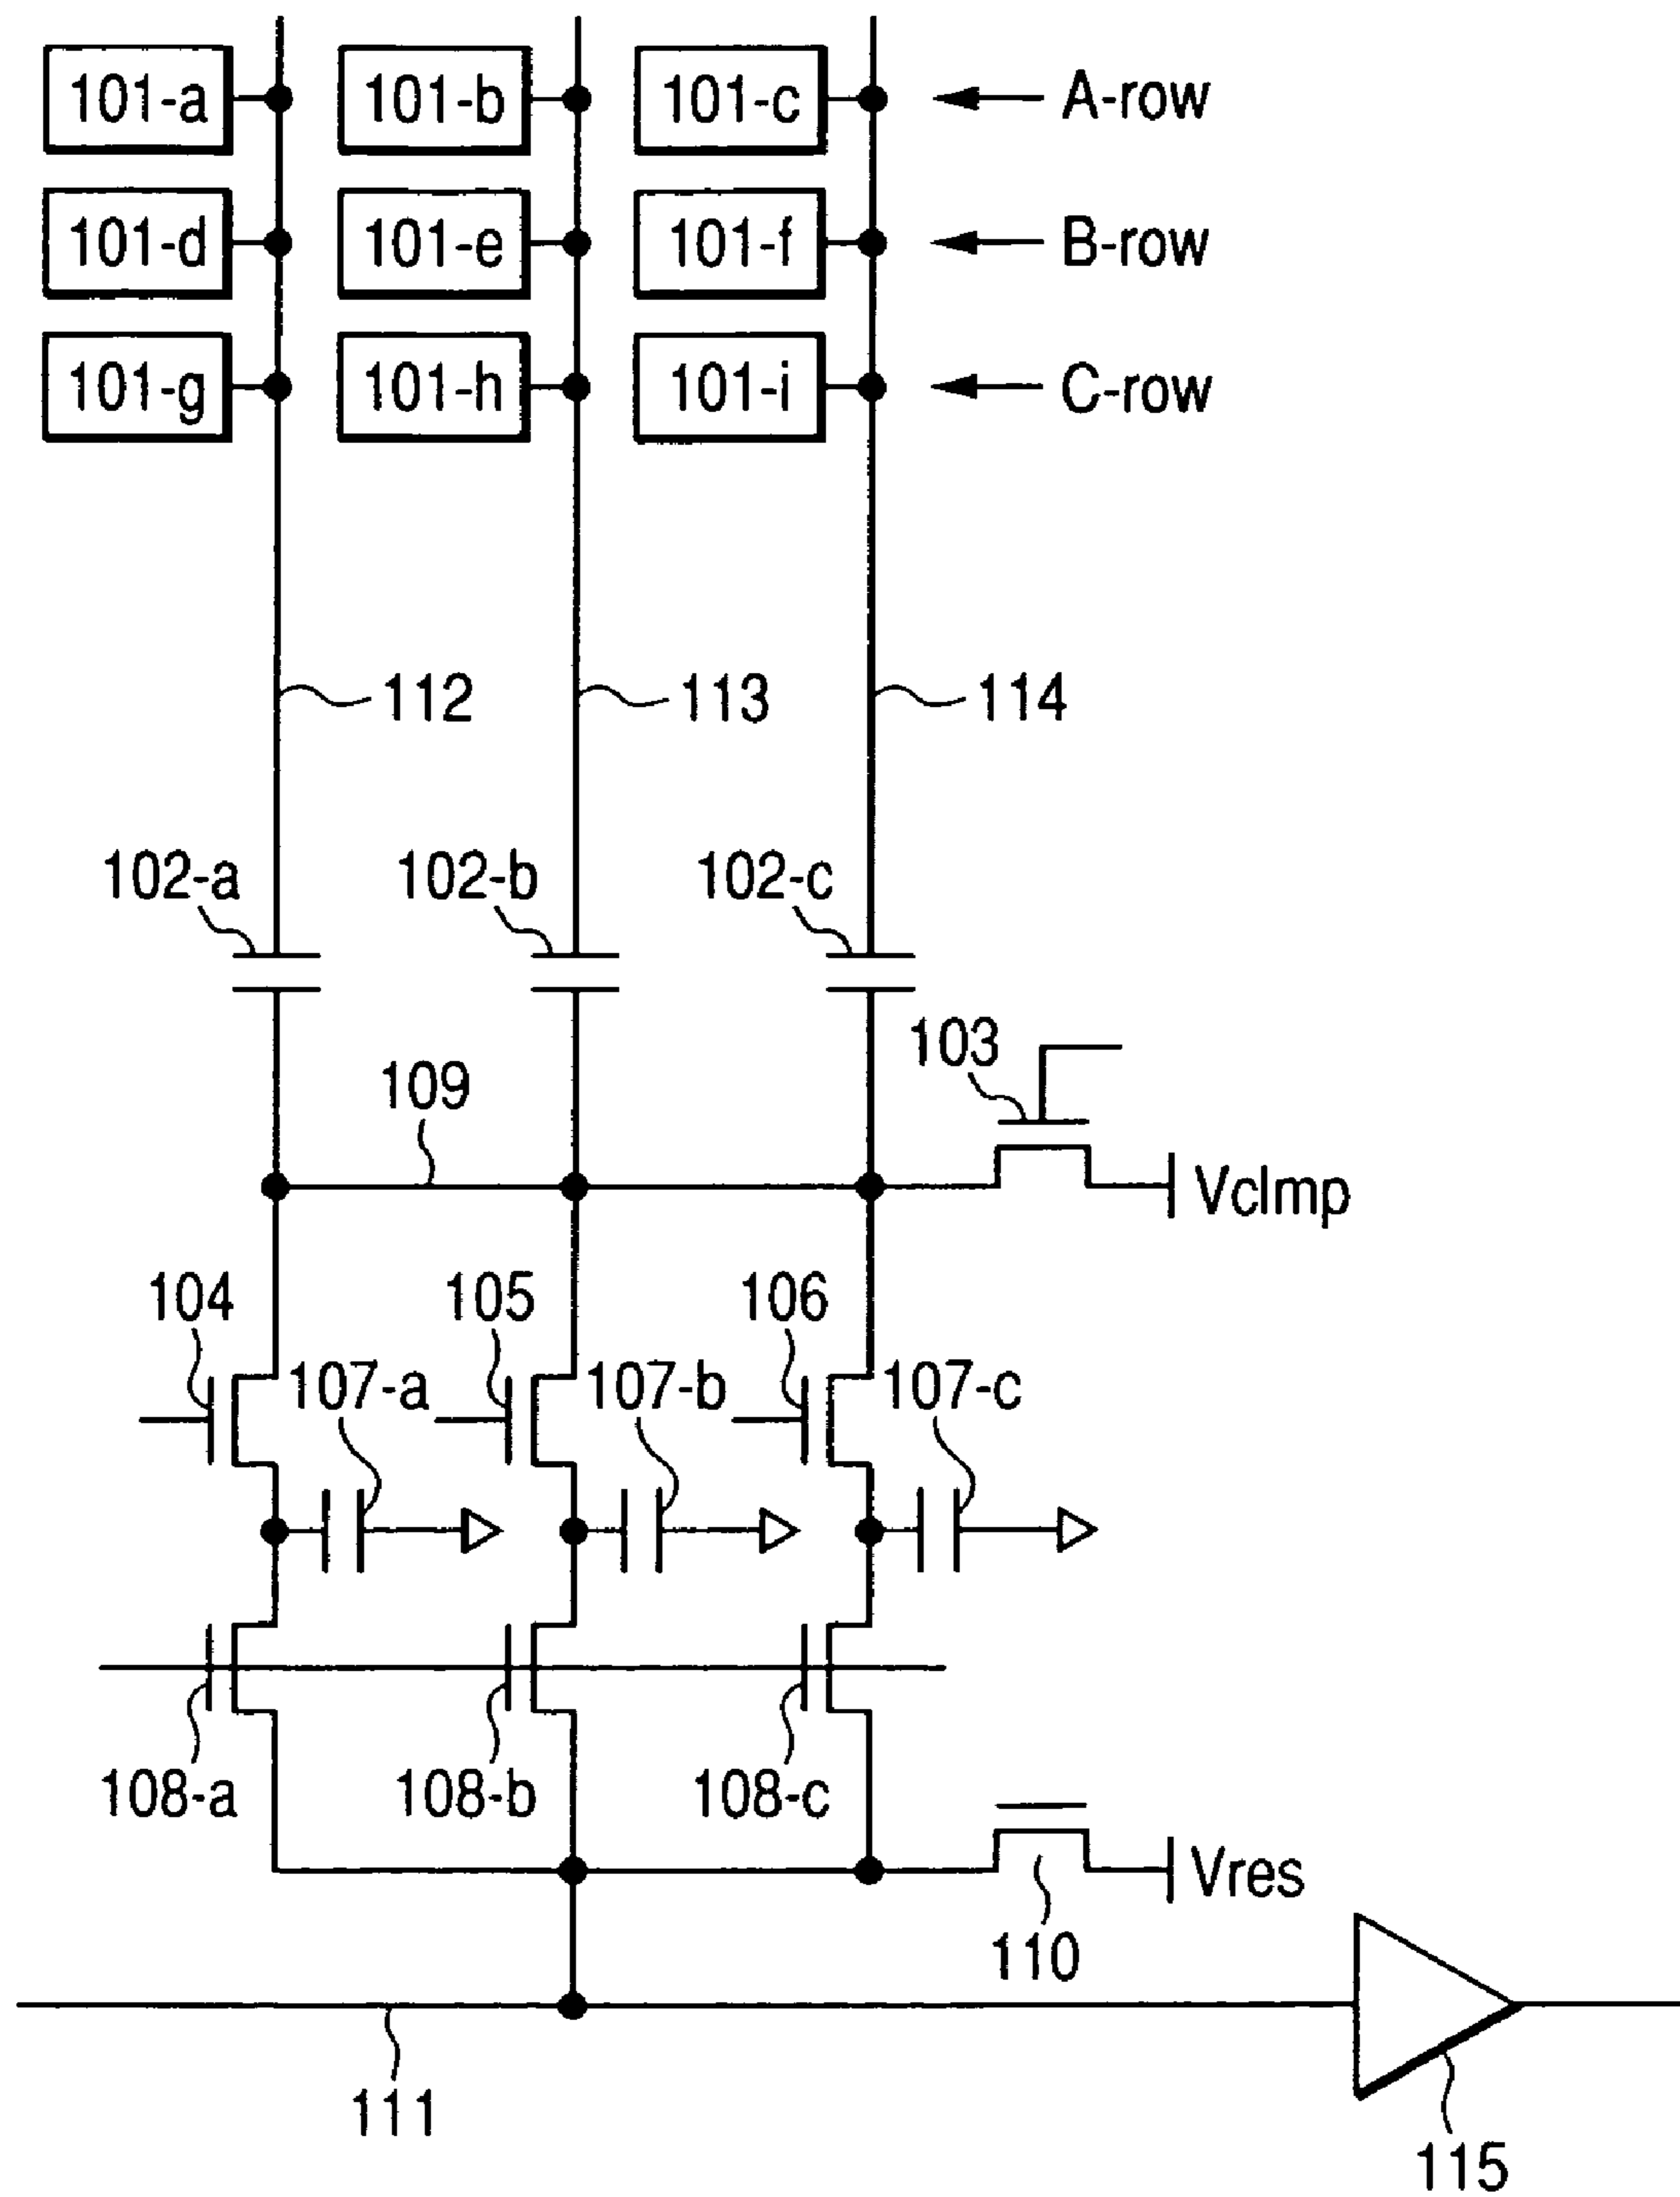 101-a 101-b 101-c A-row
101-d 101-e 101-f B-row
101-g 101-h 101-i C-row
112 113 114
102-a 102-b 102-c
103
109
Vclmp
104 105 106
107-a 107-b 107-c
108-a 108-b 108-c
Vres
110
111
115